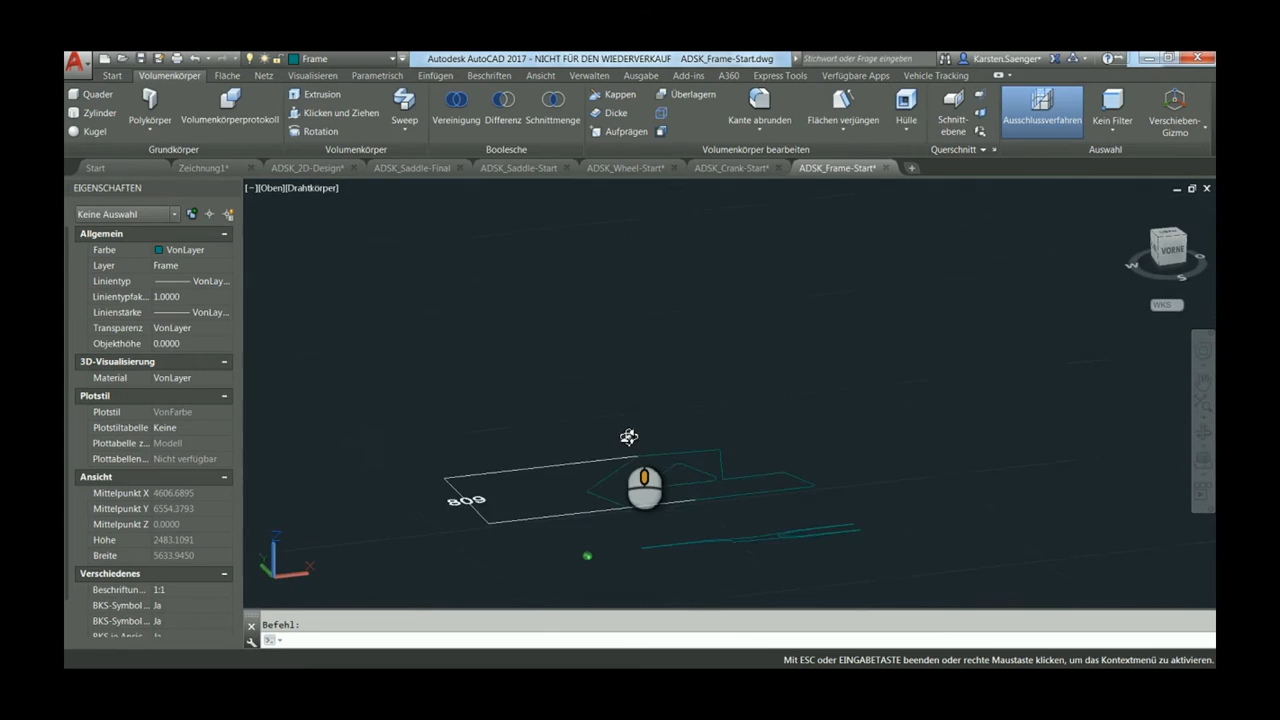 Frame
Autodesk AutoCAD 2017 - NICHT FÜR DEN WIEDERVERKAUF ADSK_Frame-Start.dwg
Stichwort oder Frage eingeben
Karsten.Saenger
Start Volumenkörper Fläche Netz Visualisieren Parametrisch Einfügen Beschriften Ansicht Verwalten Ausgabe Add-ins A360 Express Tools Verfügbare Apps Vehicle Tracking
Quader
Zylinder
Kugel
Polykörper
Volumenkörperprotokoll
Grundkörper
Extrusion
Klicken und Ziehen
Rotation
Sweep
Volumenkörper
Vereinigung
Differenz
Schnittmenge
Boolesche
Kappen
Dicke
Aufprägen
Überlagern
Kante abrunden
Flächen verjüngen
Hülle
Volumenkörper bearbeiten
Schnitt-
ebene
Querschnitt
Ausschlussverfahren
Kein Filter
Verschieben-
Gizmo
Auswahl
Start Zeichnung1* ADSK_2D-Design* ADSK_Saddle-Final ADSK_Saddle-Start ADSK_Wheel-Start* ADSK_Crank-Start* ADSK_Frame-Start*
EIGENSCHAFTEN
[−][Oben][Drahtkörper]
Keine Auswahl
Allgemein
Farbe VonLayer
Layer Frame
Linientyp VonLay...
Linientypfak... 1.0000
Linienstärke VonLay...
Transparenz VonLayer
Objekthöhe 0.0000
3D-Visualisierung
Material VonLayer
Plotstil
Plotstil VonFarbe
Plotstiltabelle Keine
Plottabelle z... Modell
Plottabellen... Nicht verfügbar
Ansicht
Mittelpunkt X 4606.6895
Mittelpunkt Y 6554.3793
Mittelpunkt Z 0.0000
Höhe 2483.1091
Breite 5633.9450
Verschiedenes
Beschriftun... 1:1
BKS-Symbol ... Ja
BKS-Symbol ... Ja
BKS je Ansic... Ja
VORNE
W
S
O
WKS
809
Z
Y
X
Befehl:
Mit ESC oder EINGABETASTE beenden oder rechte Maustaste klicken, um das Kontextmenü zu aktivieren.